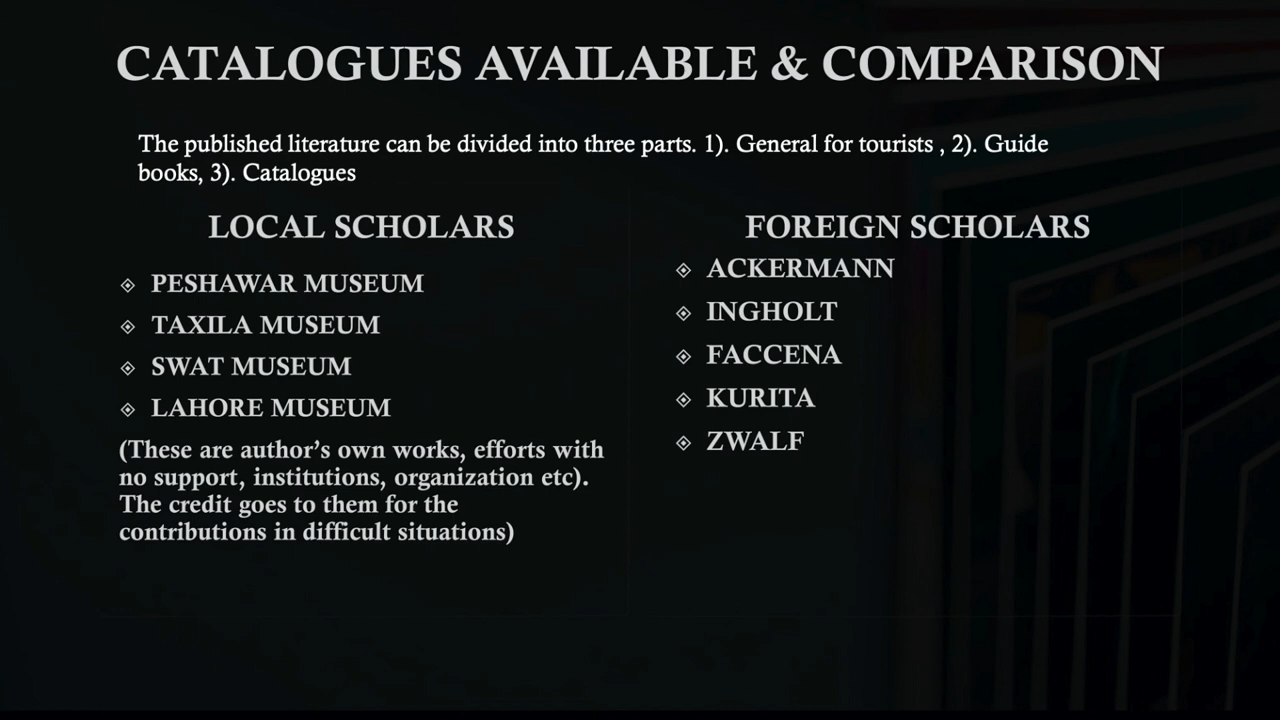 CATALOGUES AVAILABLE & COMPARISON
The published literature can be divided into three parts. 1). General for tourists , 2). Guide
books, 3). Catalogues
LOCAL SCHOLARS
PESHAWAR MUSEUM
TAXILA MUSEUM
SWAT MUSEUM
LAHORE MUSEUM
(These are author’s own works, efforts with
no support, institutions, organization etc).
The credit goes to them for the
contributions in difficult situations)
FOREIGN SCHOLARS
ACKERMANN
INGHOLT
FACCENA
KURITA
ZWALF